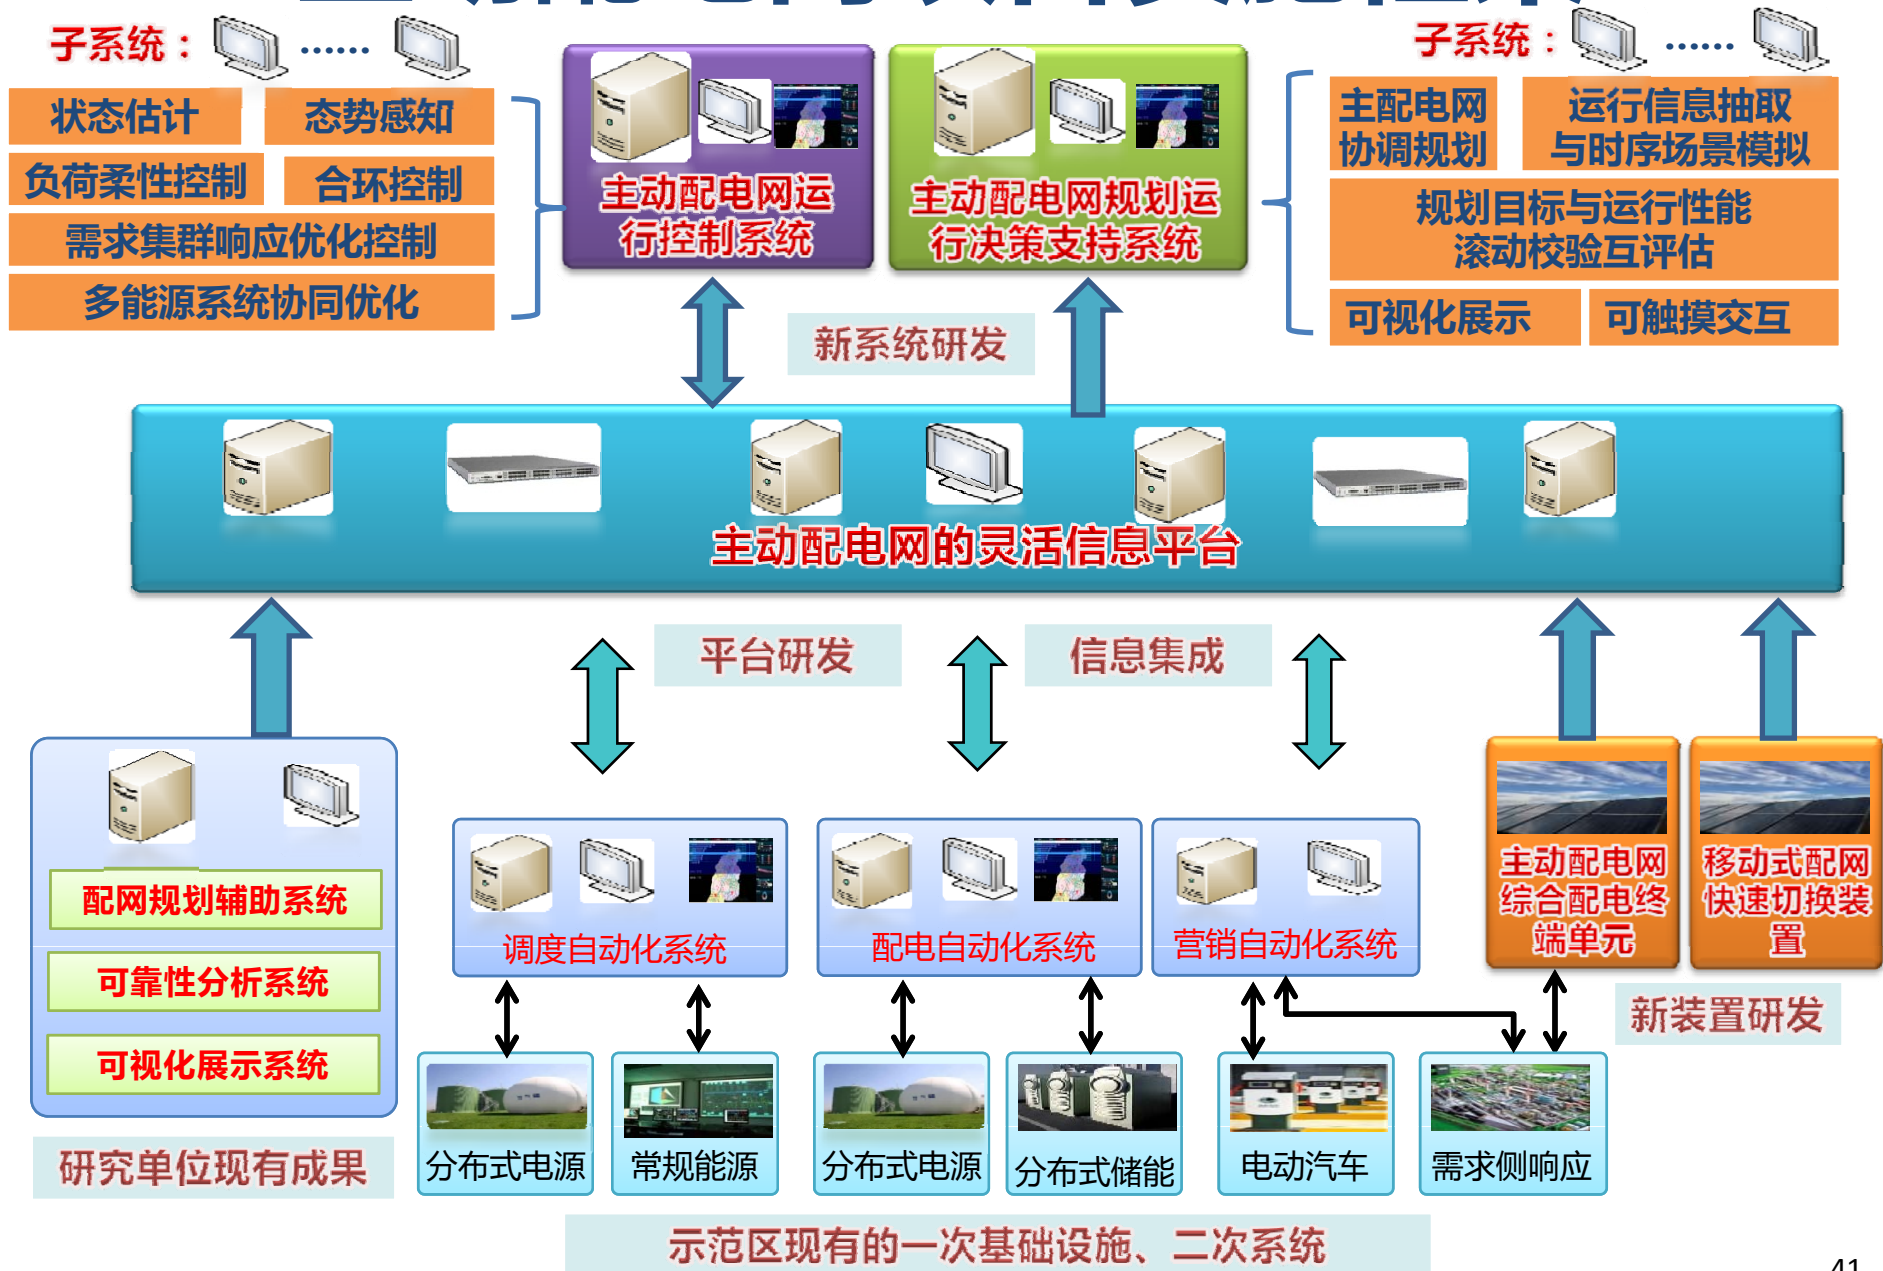 子系统：
……
子系统：
……
状态估计
态势感知
负荷柔性控制
合环控制
需求集群响应优化控制
多能源系统协同优化
主动配电网运
行控制系统
主动配电网规划运
行决策支持系统
主配电网
协调规划
运行信息抽取
与时序场景模拟
规划目标与运行性能
滚动校验互评估
可视化展示
可触摸交互
新系统研发
主动配电网的灵活信息平台
平台研发
信息集成
配网规划辅助系统
可靠性分析系统
可视化展示系统
研究单位现有成果
调度自动化系统
配电自动化系统
营销自动化系统
主动配电网
综合配电终
端单元
移动式配网
快速切换装
置
新装置研发
分布式电源
常规能源
分布式电源
分布式储能
电动汽车
需求侧响应
示范区现有的一次基础设施、二次系统
41